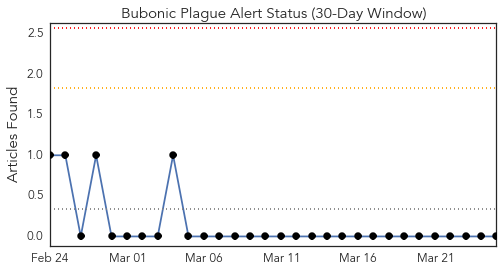 Bubonic Plague Alert Status (30-Day Window)
Articles Found
2.5
2.0
1.5
1.0
0.5
0.0
Feb 24 Mar 01 Mar 06 Mar 11 Mar 16 Mar 21